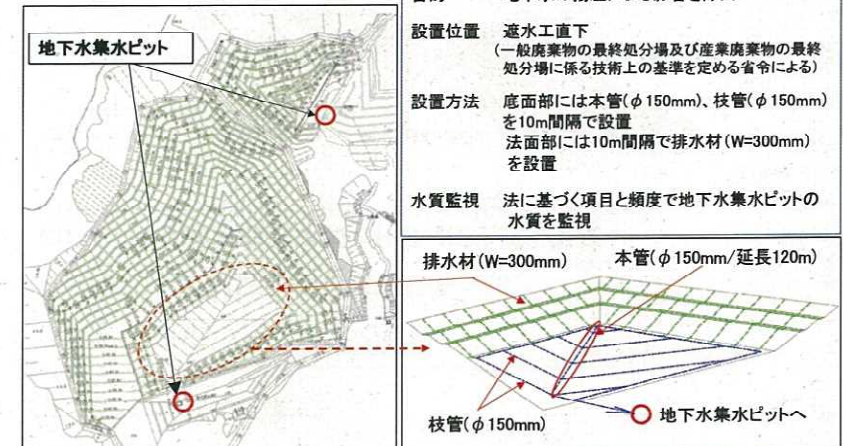 地下水集水ピット
設置位置 遮水工直下
(一般廃棄物の最終処分場及び産業廃棄物の最終
処分場に係る技術上の基準を定める省令による)
設置方法 底面部には本管(φ150mm)、枝管(φ150mm)
を10m間隔で設置
法面部には10m間隔で排水材(W=300mm)
を設置
水質監視 法に基づく項目と頻度で地下水集水ピットの
水質を監視
排水材(W=300mm)
本管(φ150mm/延長120m)
枝管(φ150mm)
地下水集水ピットへ